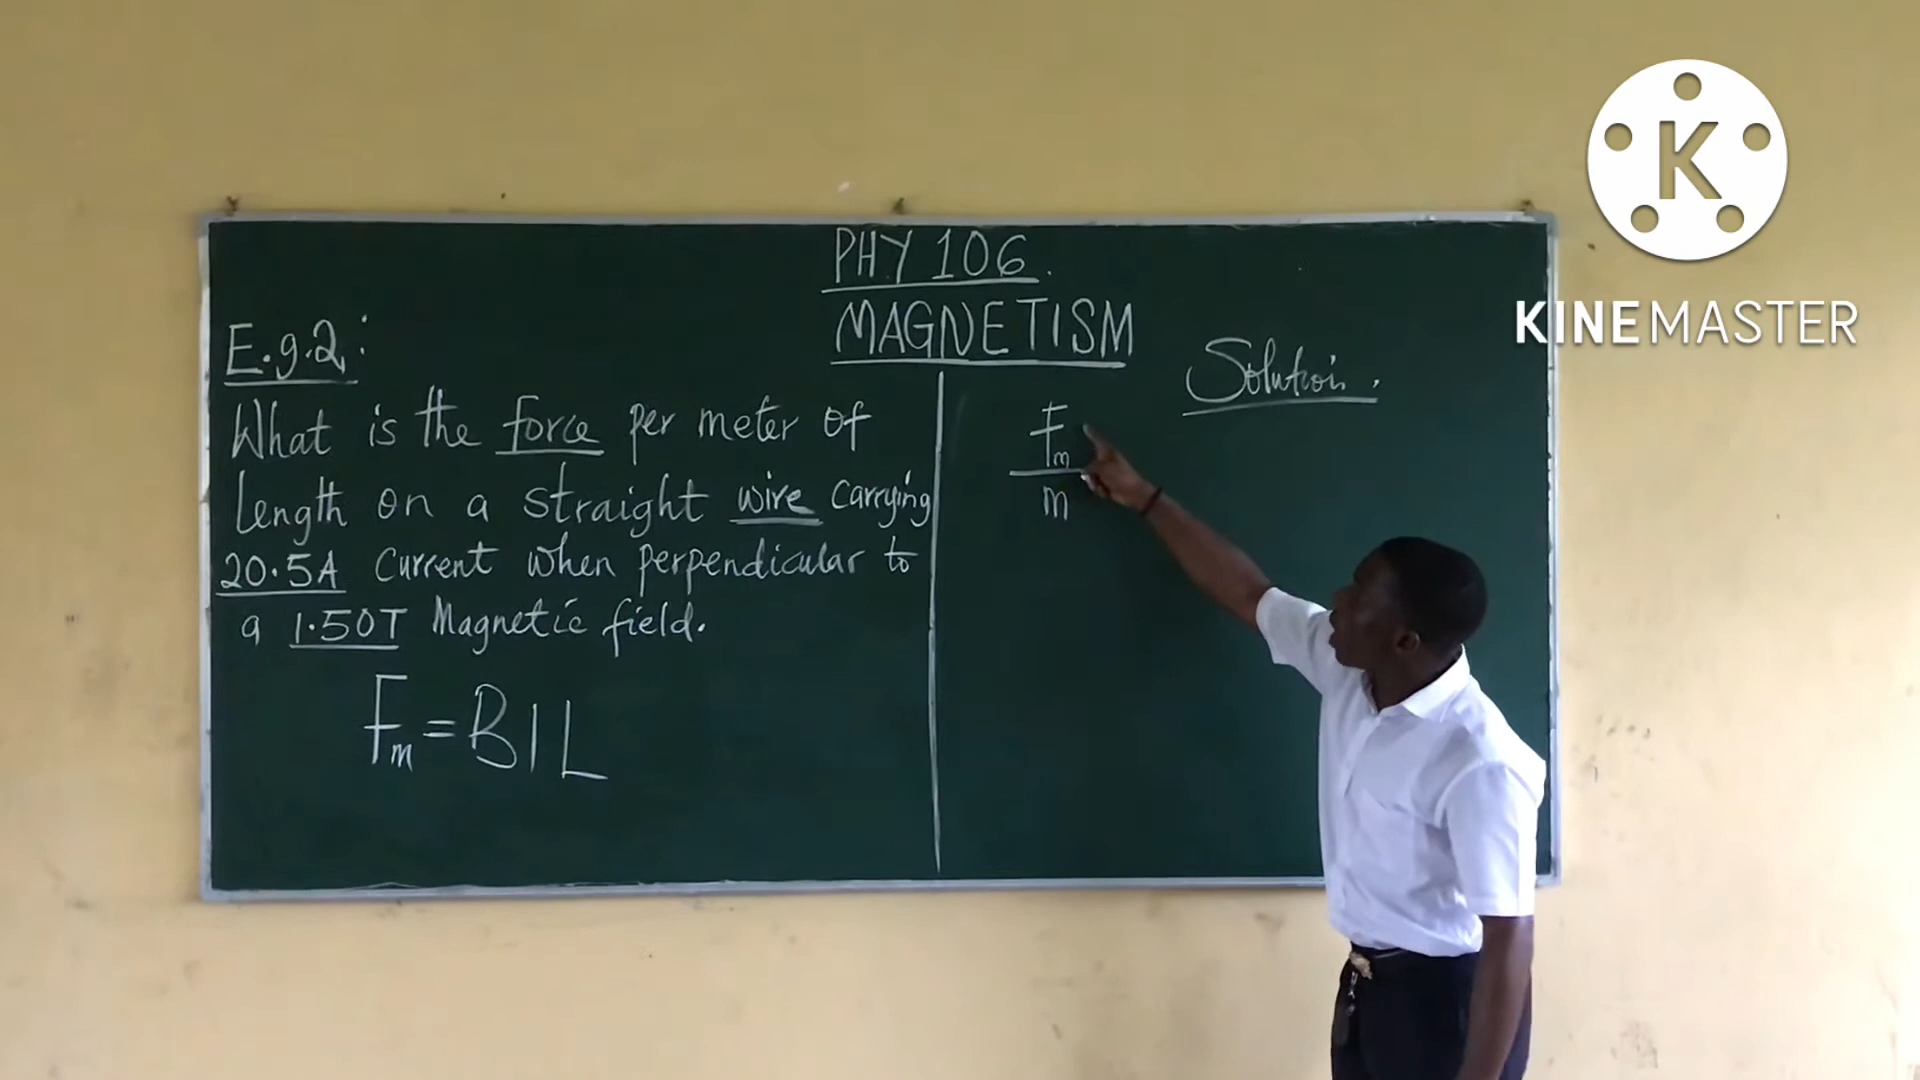 PHY 106.
MAGNETISM
E.g.2:
What is the force per meter of
length on a straight wire carrying
20.5A Current when perpendicular to
a 1.50T Magnetic field.
Fm = BIL
Solution.
Fm
m
K
KINEMASTER